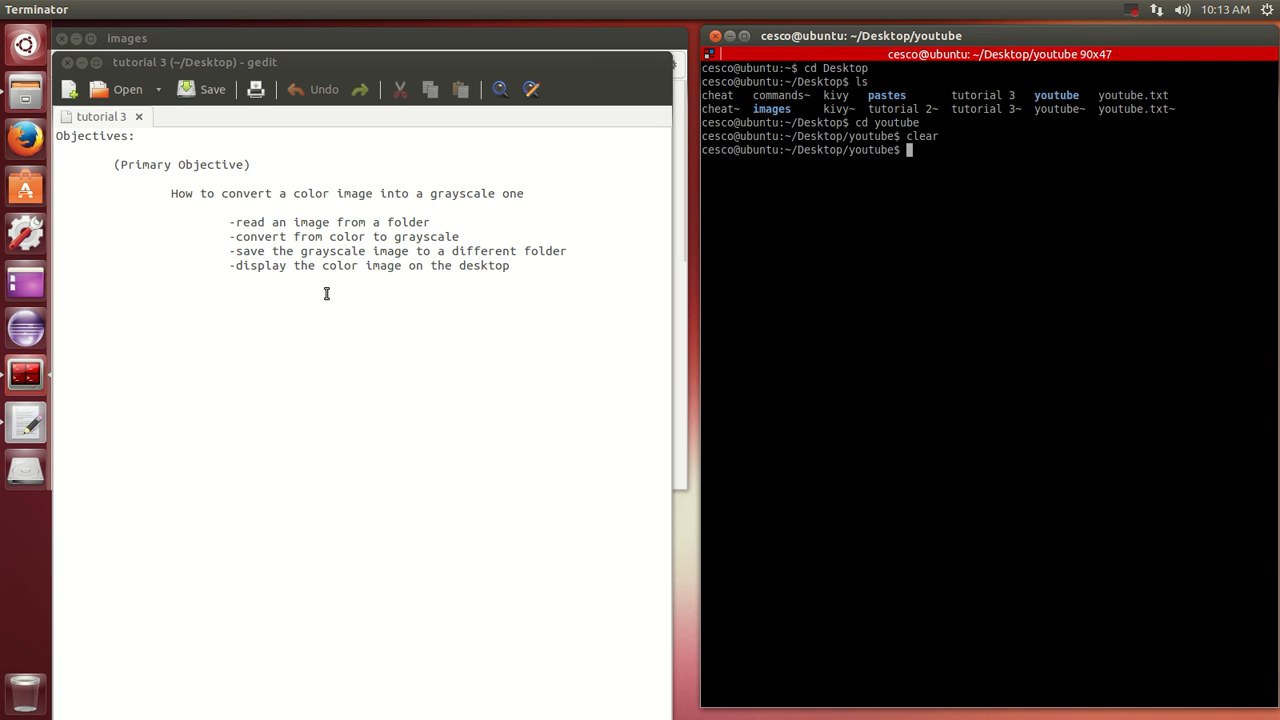 Terminator
10:13 AM
images
tutorial 3 (~/Desktop) - gedit
Open
Save
Undo
tutorial 3
Objectives:
(Primary Objective)
How to convert a color image into a grayscale one
-read an image from a folder
-convert from color to grayscale
-save the grayscale image to a different folder
-display the color image on the desktop
cesco@ubuntu: ~/Desktop/youtube
cesco@ubuntu: ~/Desktop/youtube 90x47
cesco@ubuntu:~$ cd Desktop
cesco@ubuntu:~/Desktop$ ls
cheat commands~ kivy pastes tutorial 3 youtube youtube.txt
cheat~ images kivy~ tutorial 2~ tutorial 3~ youtube~ youtube.txt~
cesco@ubuntu:~/Desktop$ cd youtube
cesco@ubuntu:~/Desktop/youtube$ clear
cesco@ubuntu:~/Desktop/youtube$